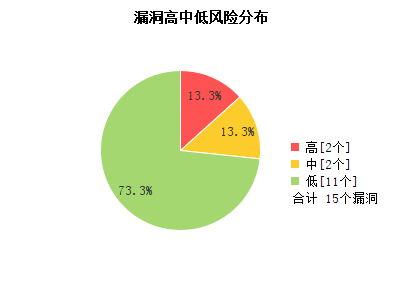 漏洞高中低风险分布
13.3%
13.3%
73.3%
高[2个]
中[2个]
低[11个]
合计 15个漏洞